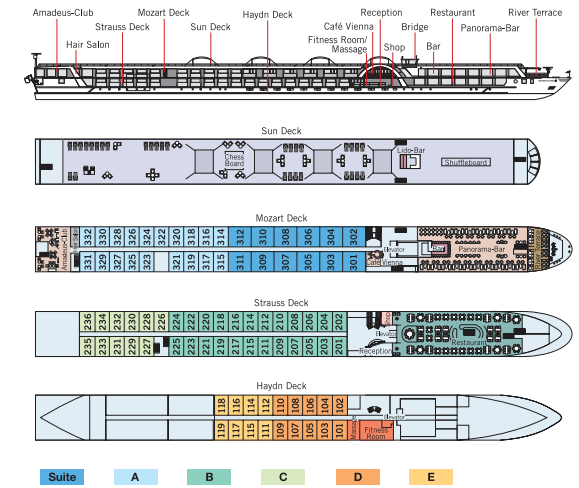 Amadeus-Club
Mozart Deck
Haydn Deck
Reception
Restaurant
River Terrace
Strauss Deck
Sun Deck
Café Vienna
Bridge
Panorama-Bar
Hair Salon
Fitness Room/
Massage
Shop
Bar
Sun Deck
Chess
Board
Lido-Bar
Shuffleboard
Mozart Deck
332 330 328 326 324 322 320 318 316 314 312 310 308 306 304 302
Amadeus-Club
Elevator
Bar
Panorama-Bar
331 329 327 325 323 321 319 317 315 311 309 307 305 303 301
Café Vienna
Strauss Deck
236 234 232 230 228 226 224 222 220 218 216 214 212 210 208 206 204
Elevator
Restaurant
235 233 231 229 227 225 223 221 219 217 215 211 209 207 205 203 201
Reception
Haydn Deck
118 116 114 112 110 108 106 104 102
Elevator
119 117 115 111 109 107 105 103 101
Massage
Fitness
Room
Suite
A
B
C
D
E